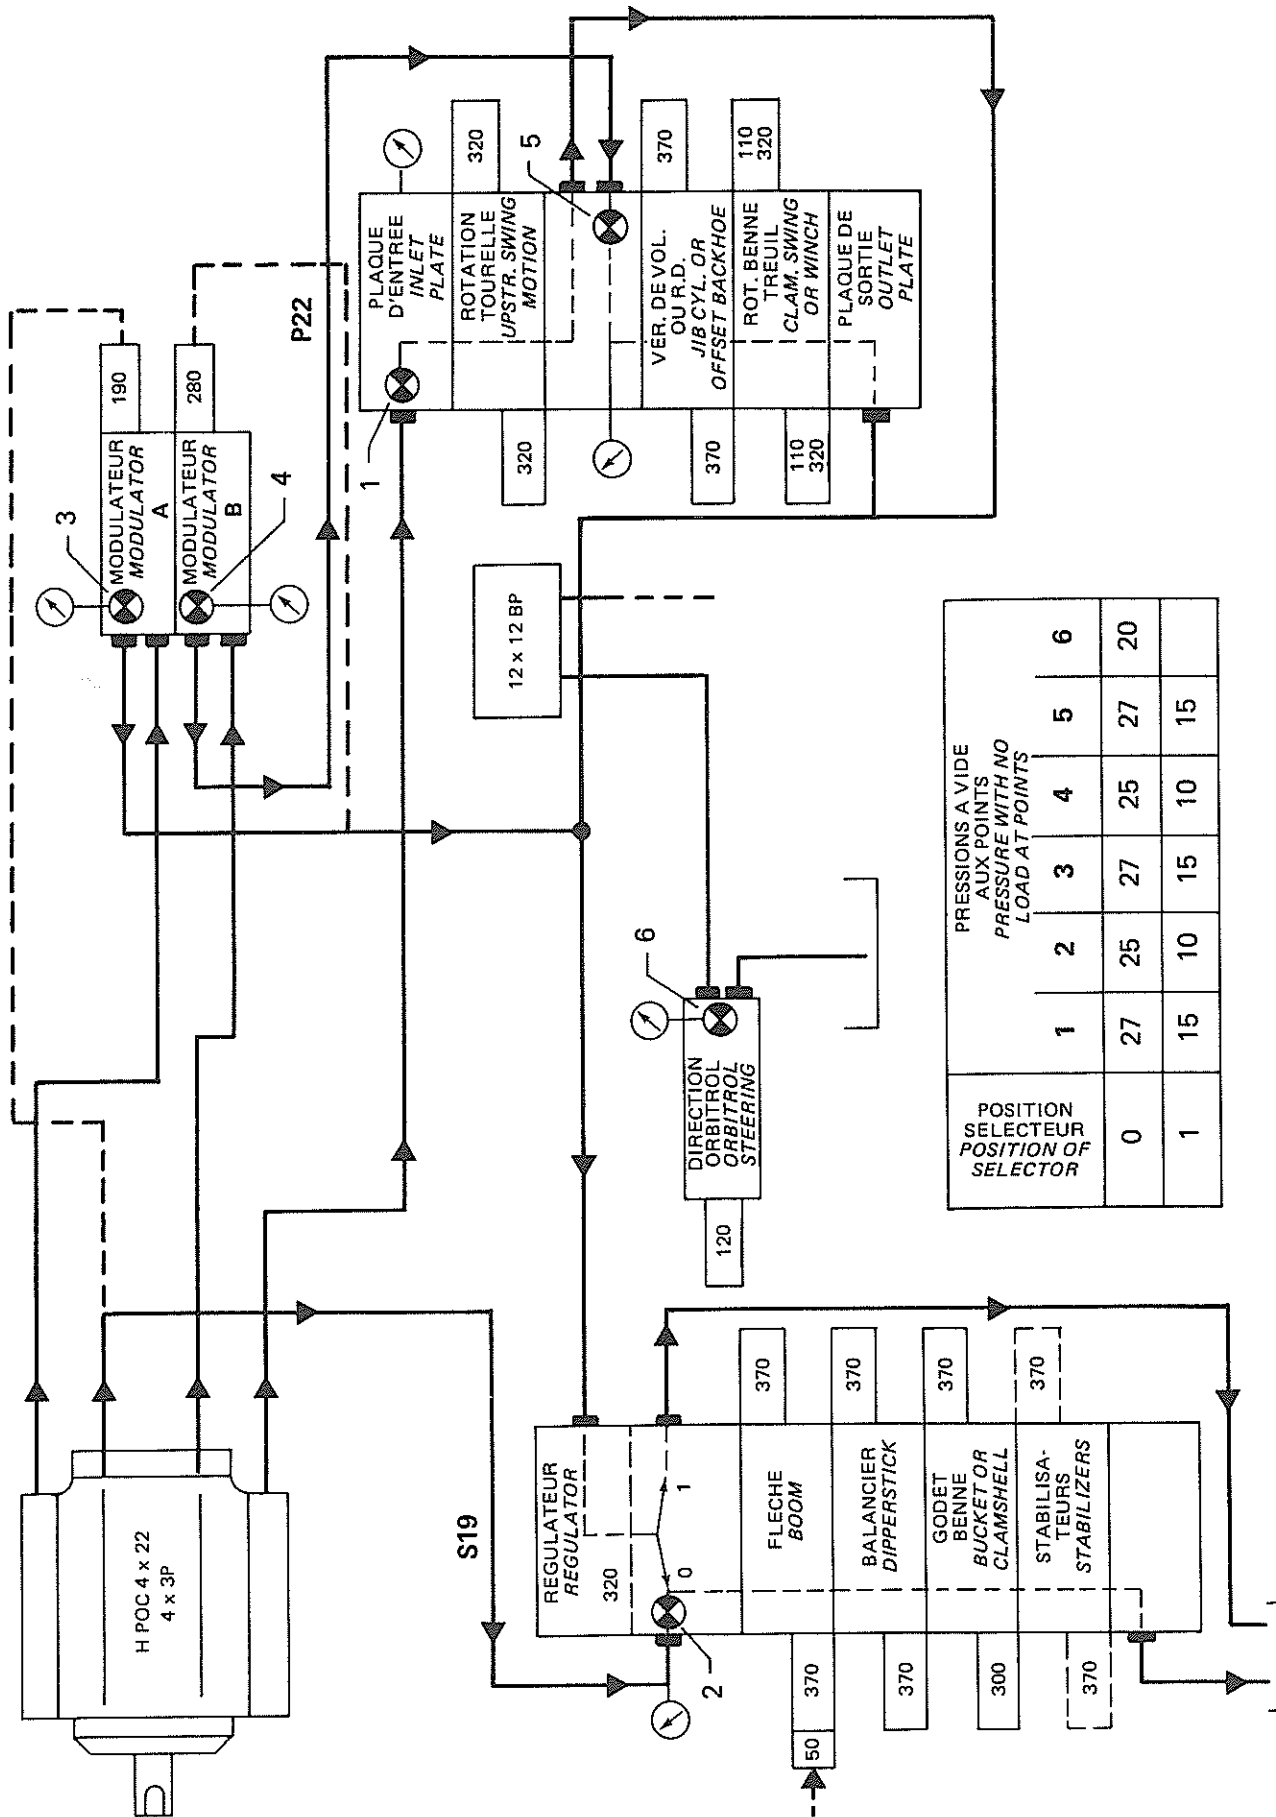 H POC 4 x 22
4 x 3P
190
280
MODULATEUR
MODULATOR
A
MODULATEUR
MODULATOR
B
3
4
P22
PLAQUE
D'ENTREE
INLET
PLATE
1
ROTATION
TOURELLE
UPSTR. SWING
MOTION
320
320
5
VER. DE VOL.
OU R.D.
JIB CYL. OR
OFFSET BACKHOE
370
370
ROT. BENNE
TREUIL
CLAM. SWING
OR WINCH
110
320
110
320
PLAQUE DE
SORTIE
OUTLET
PLATE
12 x 12 BP
6
DIRECTION
ORBITROL
ORBITROL
STEERING
120
S19
REGULATEUR
REGULATOR
320
0
1
2
FLECHE
BOOM
370
370
50
BALANCIER
DIPPERSTICK
370
370
GODET
BENNE
BUCKET OR
CLAMSHELL
370
300
STABILISA-
TEURS
STABILIZERS
370
370
POSITION
SELECTEUR
POSITION OF
SELECTOR
PRESSIONS A VIDE
AUX POINTS
PRESSURE WITH NO
LOAD AT POINTS
1 2 3 4 5 6
0 27 25 27 25 27 20
1 15 10 15 10 15